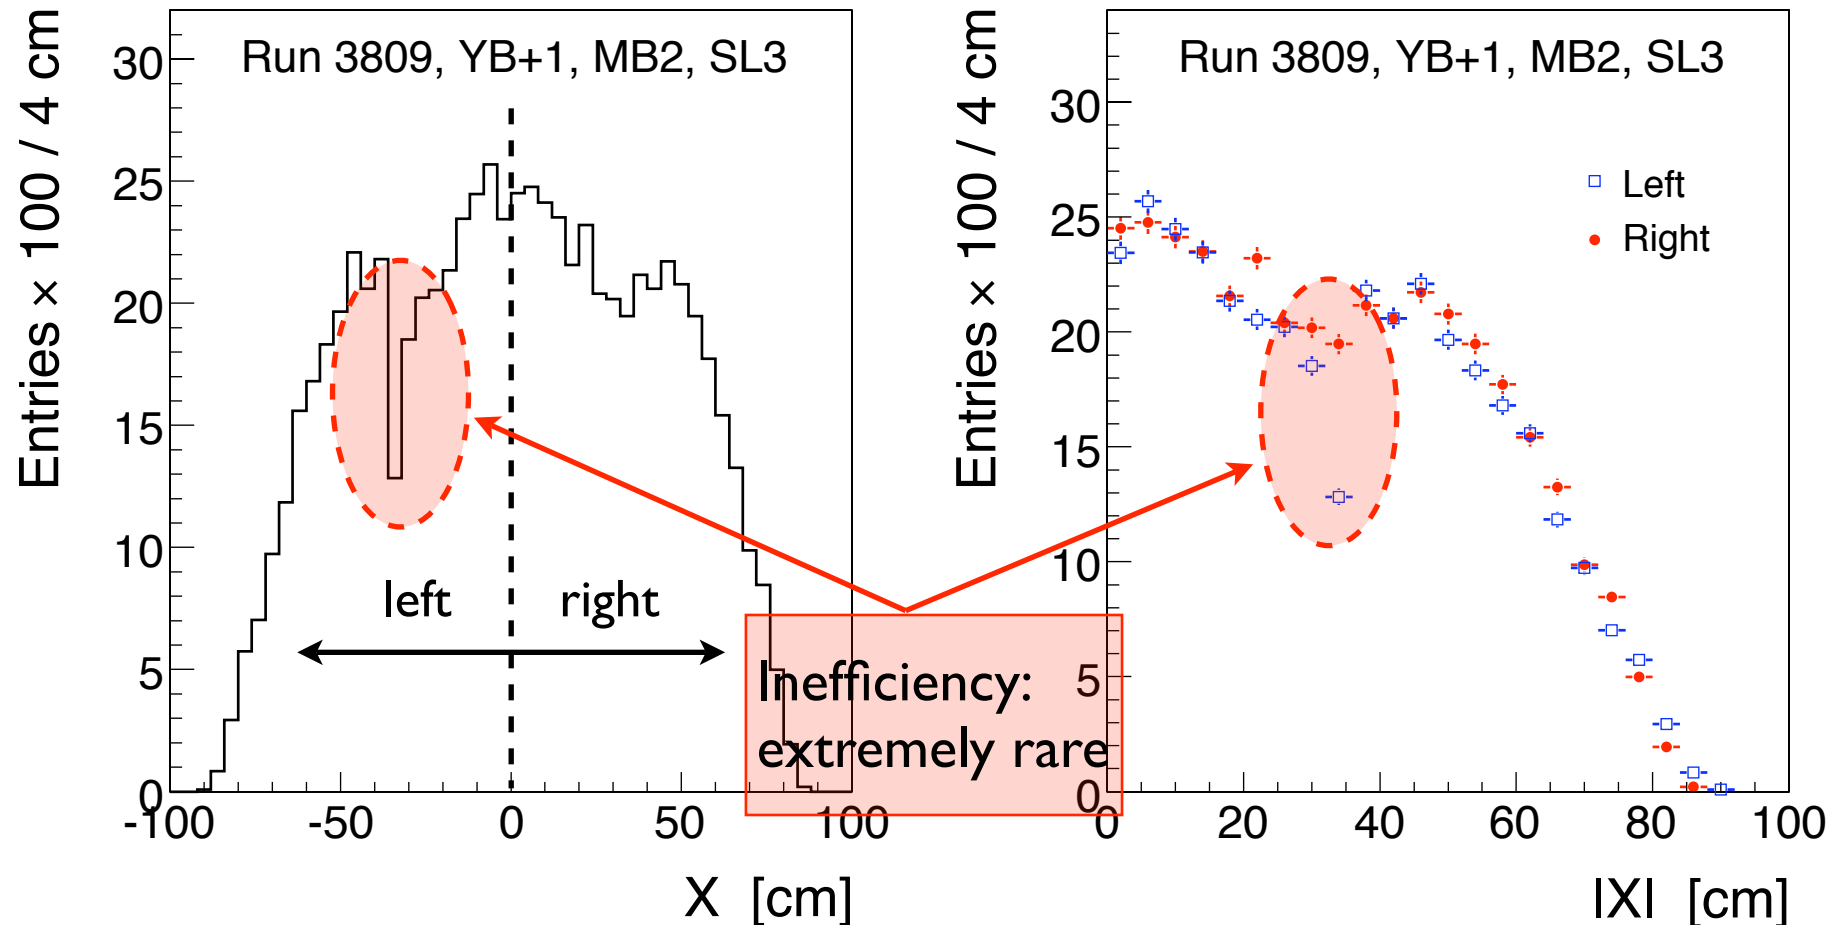 Run 3809, YB+1, MB2, SL3
Entries × 100 / 4 cm
30
25
20
15
10
5
0
left
right
-100
-50
0
50
100
X [cm]
Run 3809, YB+1, MB2, SL3
Entries × 100 / 4 cm
30
25
20
15
10
5
0
Left
Right
0
20
40
60
80
100
|X| [cm]
Inefficiency:
extremely rare